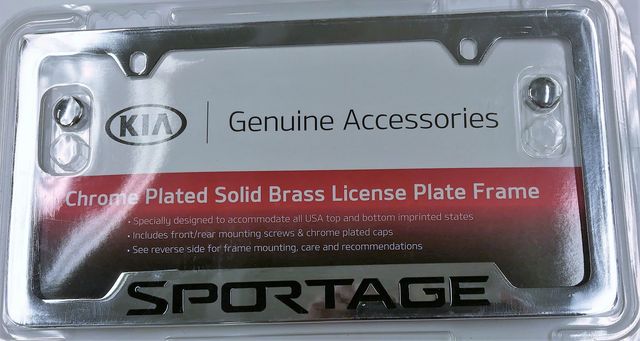 KIA | Genuine Accessories
Chrome Plated Solid Brass License Plate Frame
• Specially designed to accommodate all USA top and bottom imprinted states
• Includes front/rear mounting screws & chrome plated caps
• See reverse side for frame mounting, care and recommendations
SPORTAGE